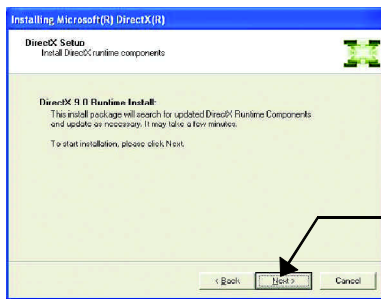 Installing Microsoft(R) DirectX(R)
DirectX Setup
Install DirectX runtime components
DirectX 9.0 Runtime Install:
This install package will search for updated DirectX Runtime Components
and update as necessary. It may take a few minutes.
To start installation, please click Next.
< Back
Next >
Cancel